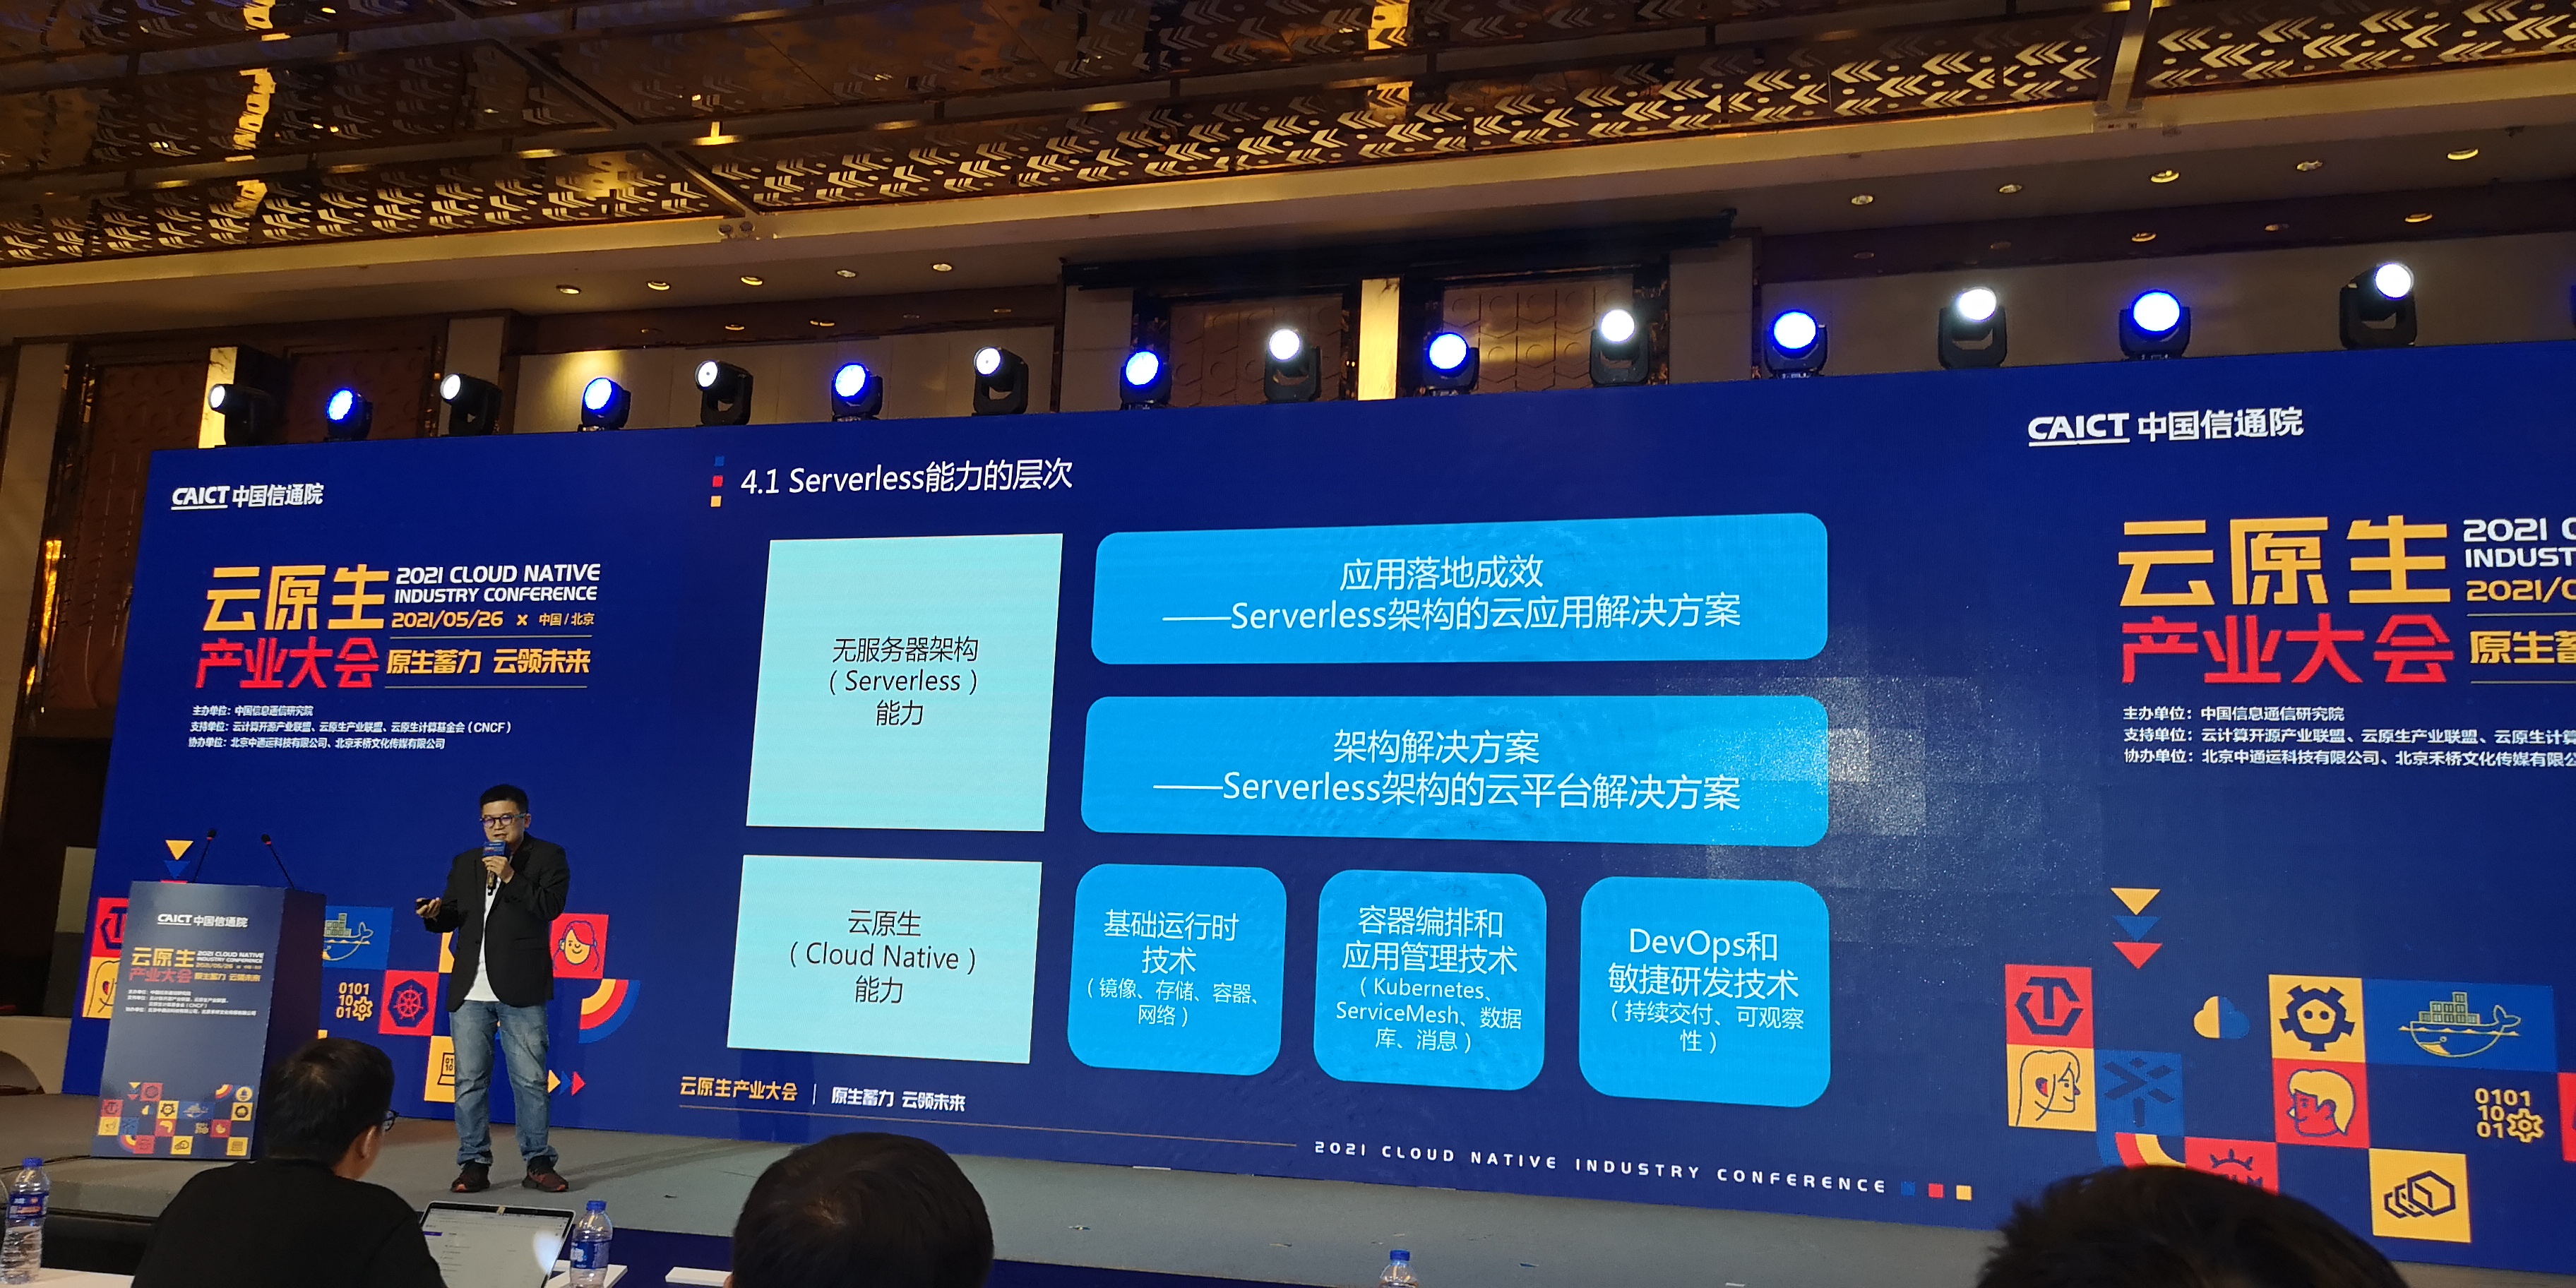 CAICT 中国信通院
云原生
产业大会
2021 CLOUD NATIVE
INDUSTRY CONFERENCE
2021/05/26 × 中国/北京
原生蓄力 云领未来
主办单位：中国信息通信研究院
支持单位：云计算开源产业联盟、云原生产业联盟、云原生计算基金会（CNCF）
协办单位：北京中通运科技有限公司、北京禾桥文化传媒有限公司
4.1 Serverless能力的层次
无服务器架构
（Serverless）
能力
应用落地成效
——Serverless架构的云应用解决方案
架构解决方案
——Serverless架构的云平台解决方案
云原生
（Cloud Native）
能力
基础运行时
技术
（镜像、存储、容器、
网络）
容器编排和
应用管理技术
（Kubernetes、
ServiceMesh、数据
库、消息）
DevOps和
敏捷研发技术
（持续交付、可观察
性）
云原生产业大会 | 原生蓄力 云领未来
2021 CLOUD NATIVE INDUSTRY CONFERENCE
CAICT 中国信通院
云原生
产业大会
2021
INDUST
2021/0
原生
主办单位：中国信息通信研究院
支持单位：云计算开源产业联盟、云原生产业联盟、云原生计
协办单位：北京中通运科技有限公司、北京禾桥文化传媒有限
0101
10
01
CAICT 中国信通院
云原生
产业大会
2021 CLOUD NATIVE
INDUSTRY CONFERENCE
原生蓄力 云领未来
0101
10
01